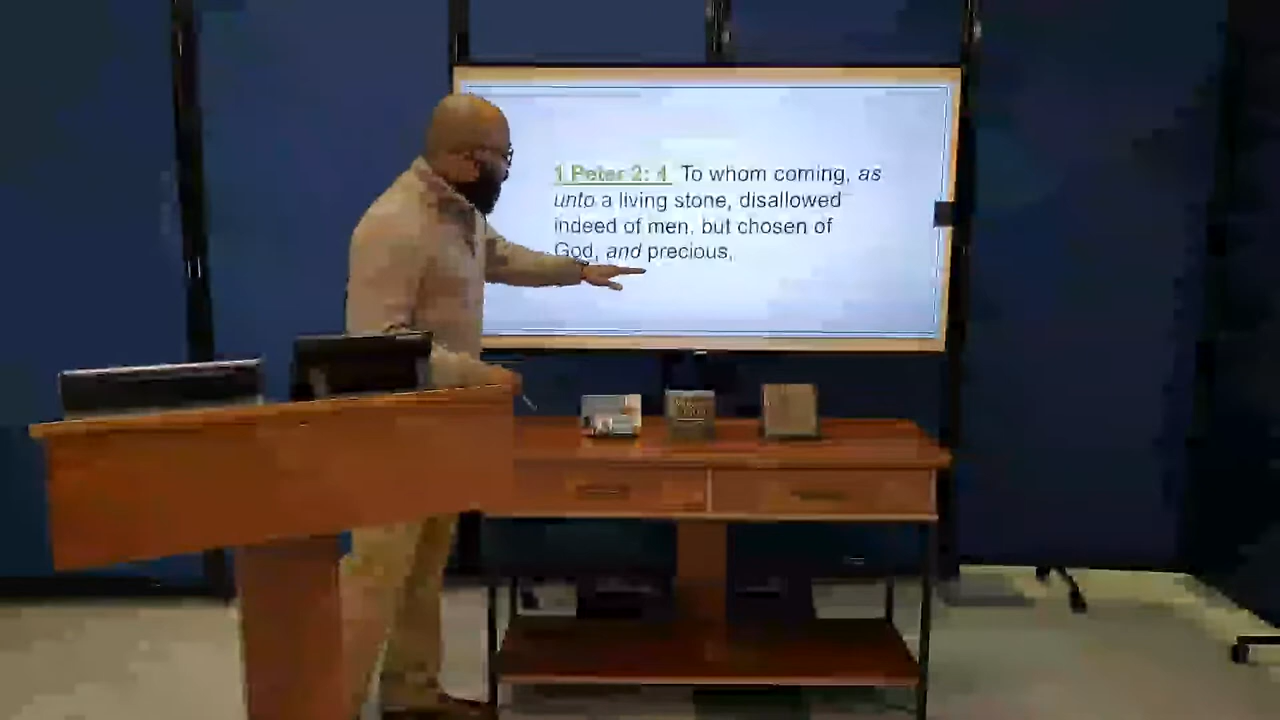 1 Peter 2: 4 To whom coming, as
unto a living stone, disallowed
indeed of men, but chosen of
God, and precious,